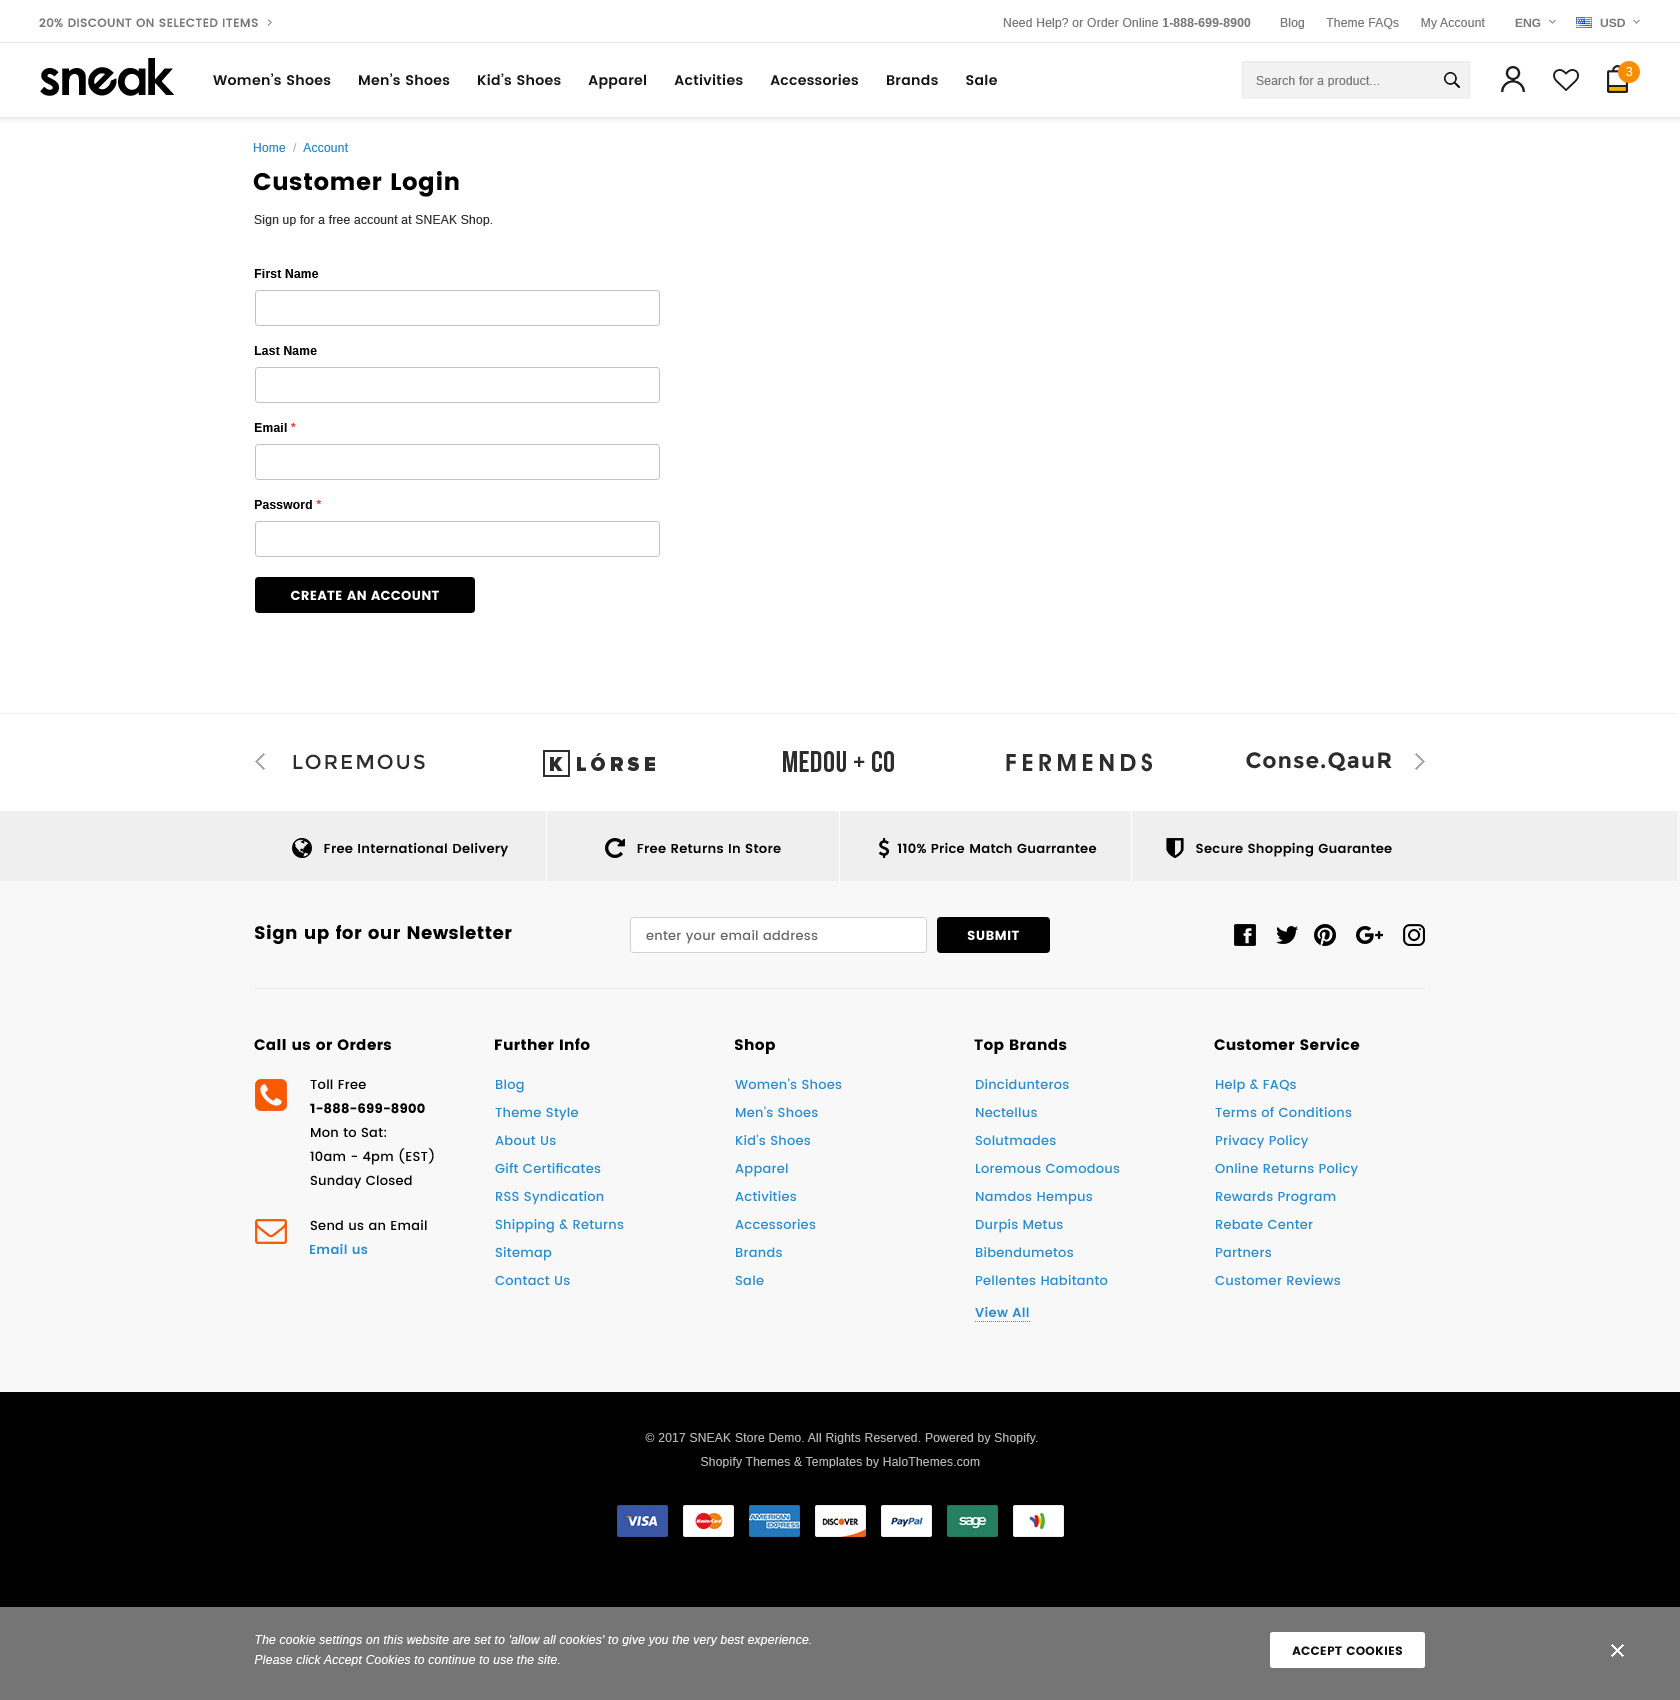 20% DISCOUNT ON SELECTED ITEMS
Need Help? or Order Online 1-888-699-8900 Blog Theme FAQs My Account ENG USD
sneak Women's Shoes Men's Shoes Kid's Shoes Apparel Activities Accessories Brands Sale Search for a product... 3
Home / Account
Customer Login
Sign up for a free account at SNEAK Shop.
First Name
Last Name
Email *
Password *
CREATE AN ACCOUNT
LOREMOUS K LÓRSE MEDOU + CO FERMENDS Conse.QauR
Free International Delivery Free Returns In Store $ 110% Price Match Guarrantee Secure Shopping Guarantee
Sign up for our Newsletter enter your email address SUBMIT
Call us or Orders
Toll Free
1-888-699-8900
Mon to Sat:
10am - 4pm (EST)
Sunday Closed
Send us an Email
Email us
Further Info
Blog
Theme Style
About Us
Gift Certificates
RSS Syndication
Shipping & Returns
Sitemap
Contact Us
Shop
Women's Shoes
Men's Shoes
Kid's Shoes
Apparel
Activities
Accessories
Brands
Sale
Top Brands
Dincidunteros
Nectellus
Solutmades
Loremous Comodous
Namdos Hempus
Durpis Metus
Bibendumetos
Pellentes Habitanto
View All
Customer Service
Help & FAQs
Terms of Conditions
Privacy Policy
Online Returns Policy
Rewards Program
Rebate Center
Partners
Customer Reviews
© 2017 SNEAK Store Demo. All Rights Reserved. Powered by Shopify.
Shopify Themes & Templates by HaloThemes.com
VISA MasterCard AMERICAN EXPRESS DISCOVER PayPal sage
The cookie settings on this website are set to 'allow all cookies' to give you the very best experience.
Please click Accept Cookies to continue to use the site.
ACCEPT COOKIES